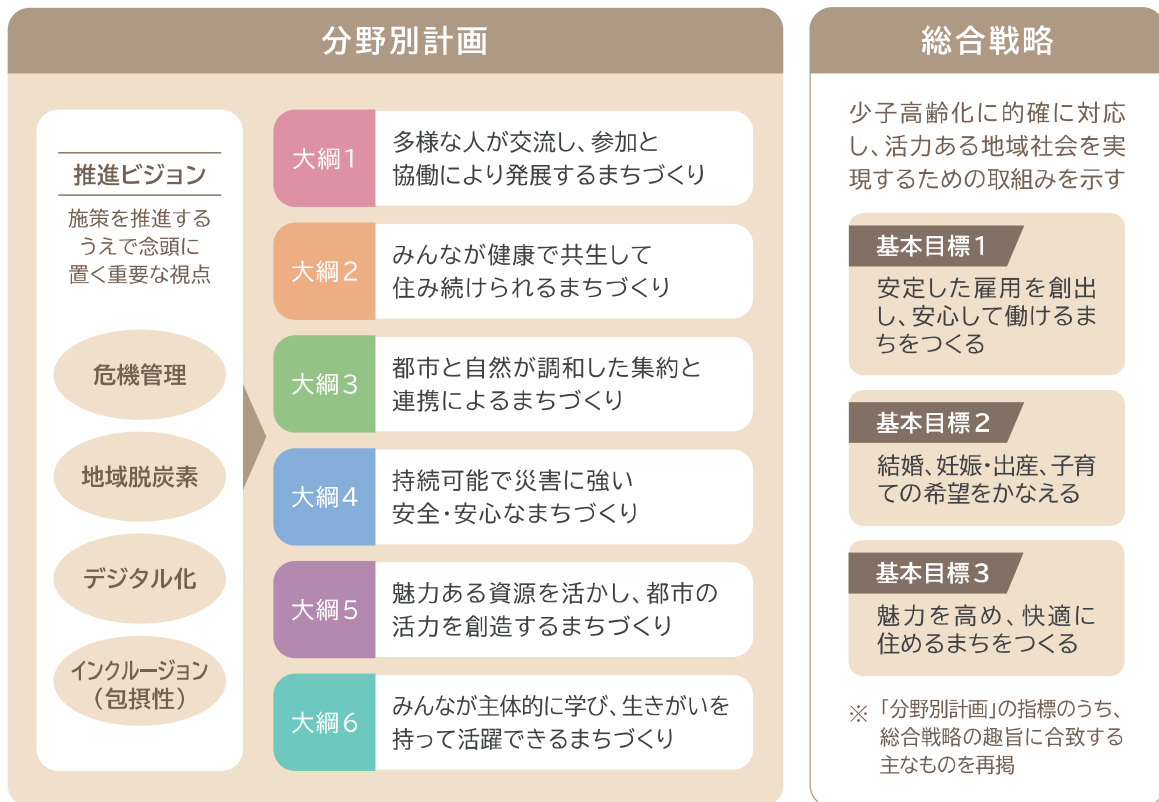 分野別計画
推進ビジョン
施策を推進する
うえで念頭に
置く重要な視点
危機管理
地域脱炭素
デジタル化
インクルージョン
(包摂性)
大綱1
多様な人が交流し、参加と
協働により発展するまちづくり
大綱2
みんなが健康で共生して
住み続けられるまちづくり
大綱3
都市と自然が調和した集約と
連携によるまちづくり
大綱4
持続可能で災害に強い
安全・安心なまちづくり
大綱5
魅力ある資源を活かし、都市の
活力を創造するまちづくり
大綱6
みんなが主体的に学び、生きがいを
持って活躍できるまちづくり
総合戦略
少子高齢化に的確に対応
し、活力ある地域社会を実
現するための取組みを示す
基本目標1
安定した雇用を創出
し、安心して働けるま
ちをつくる
基本目標2
結婚、妊娠・出産、子育
ての希望をかなえる
基本目標3
魅力を高め、快適に
住めるまちをつくる
※ 「分野別計画」の指標のうち、
総合戦略の趣旨に合致する
主なものを再掲